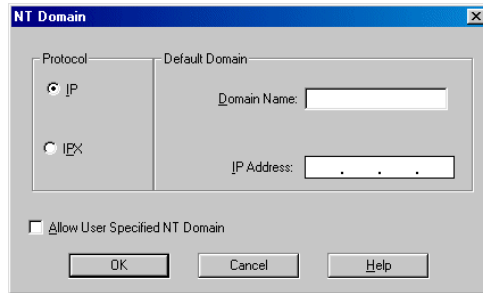 NT Domain
Protocol
Default Domain
IP
Domain Name:
IPX
IP Address: . . .
Allow User Specified NT Domain
OK Cancel Help